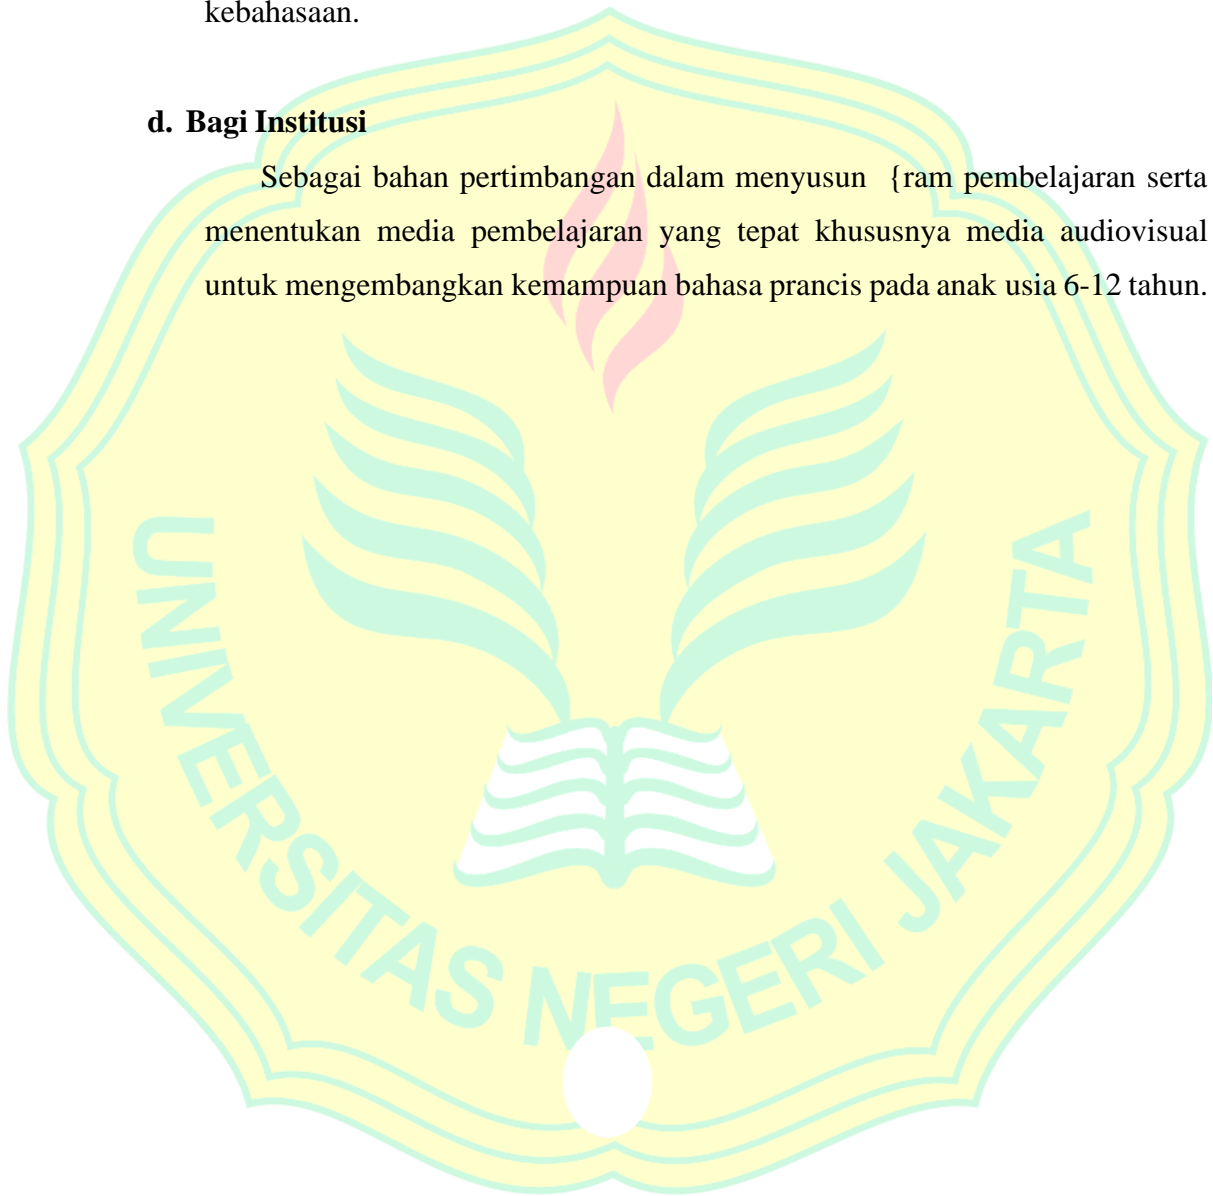 kebahasaan.
d. Bagi Institusi
Sebagai bahan pertimbangan dalam menyusun {ram pembelajaran serta
menentukan media pembelajaran yang tepat khususnya media audiovisual
untuk mengembangkan kemampuan bahasa prancis pada anak usia 6-12 tahun.
UNIVERSITAS NEGERI JAKARTA